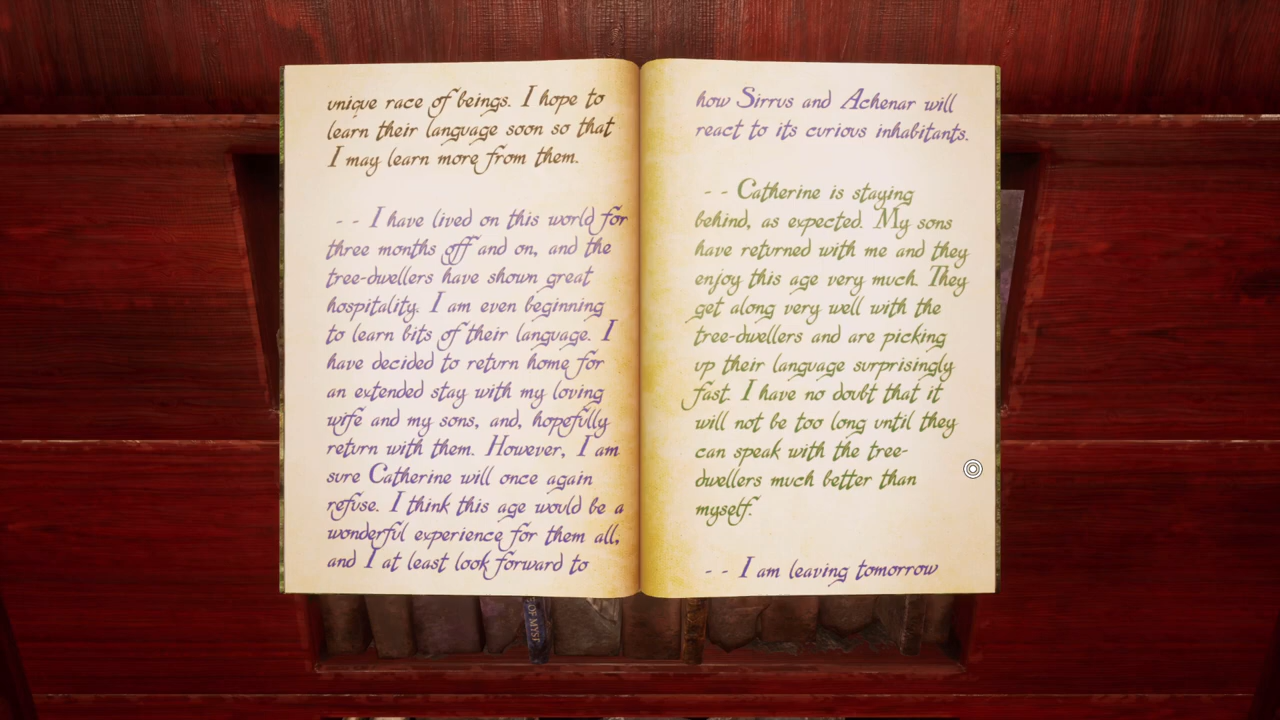 unique race of beings. I hope to
learn their language soon so that
I may learn more from them.
- - I have lived on this world for
three months off and on, and the
tree-dwellers have shown great
hospitality. I am even beginning
to learn bits of their language. I
have decided to return home for
an extended stay with my loving
wife and my sons, and, hopefully
return with them. However, I am
sure Catherine will once again
refuse. I think this age would be a
wonderful experience for them all,
and I at least look forward to
how Sirrus and Achenar will
react to its curious inhabitants.
- - Catherine is staying
behind, as expected. My sons
have returned with me and they
enjoy this age very much. They
get along very well with the
tree-dwellers and are picking
up their language surprisingly
fast. I have no doubt that it
will not be too long until they
can speak with the tree-
dwellers much better than
myself.
- - I am leaving tomorrow
OF MYST